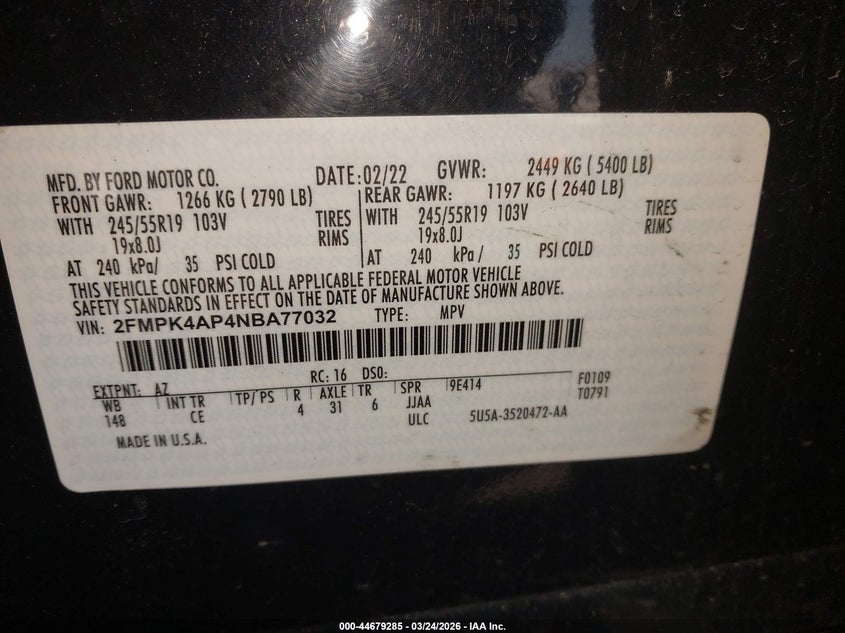 MFD. BY FORD MOTOR CO. DATE: 02/22 GVWR: 2449 KG ( 5400 LB)
FRONT GAWR: 1266 KG ( 2790 LB) REAR GAWR: 1197 KG ( 2640 LB)
WITH 245/55R19 103V TIRES WITH 245/55R19 103V TIRES
19x8.0J RIMS 19x8.0J RIMS
AT 240 kPa/ 35 PSI COLD AT 240 kPa/ 35 PSI COLD
THIS VEHICLE CONFORMS TO ALL APPLICABLE FEDERAL MOTOR VEHICLE
SAFETY STANDARDS IN EFFECT ON THE DATE OF MANUFACTURE SHOWN ABOVE.
VIN: 2FMPK4AP4NBA77032 TYPE: MPV
RC: 16 DSO: F0109
EXTPNT: AZ T0791
WB INT TR TP/ PS R AXLE TR SPR 9E414
148 CE 4 31 6 JJAA
ULC 5U5A-3520472-AA
MADE IN U.S.A.
000-44679285 - 03/24/2026 - IAA Inc.